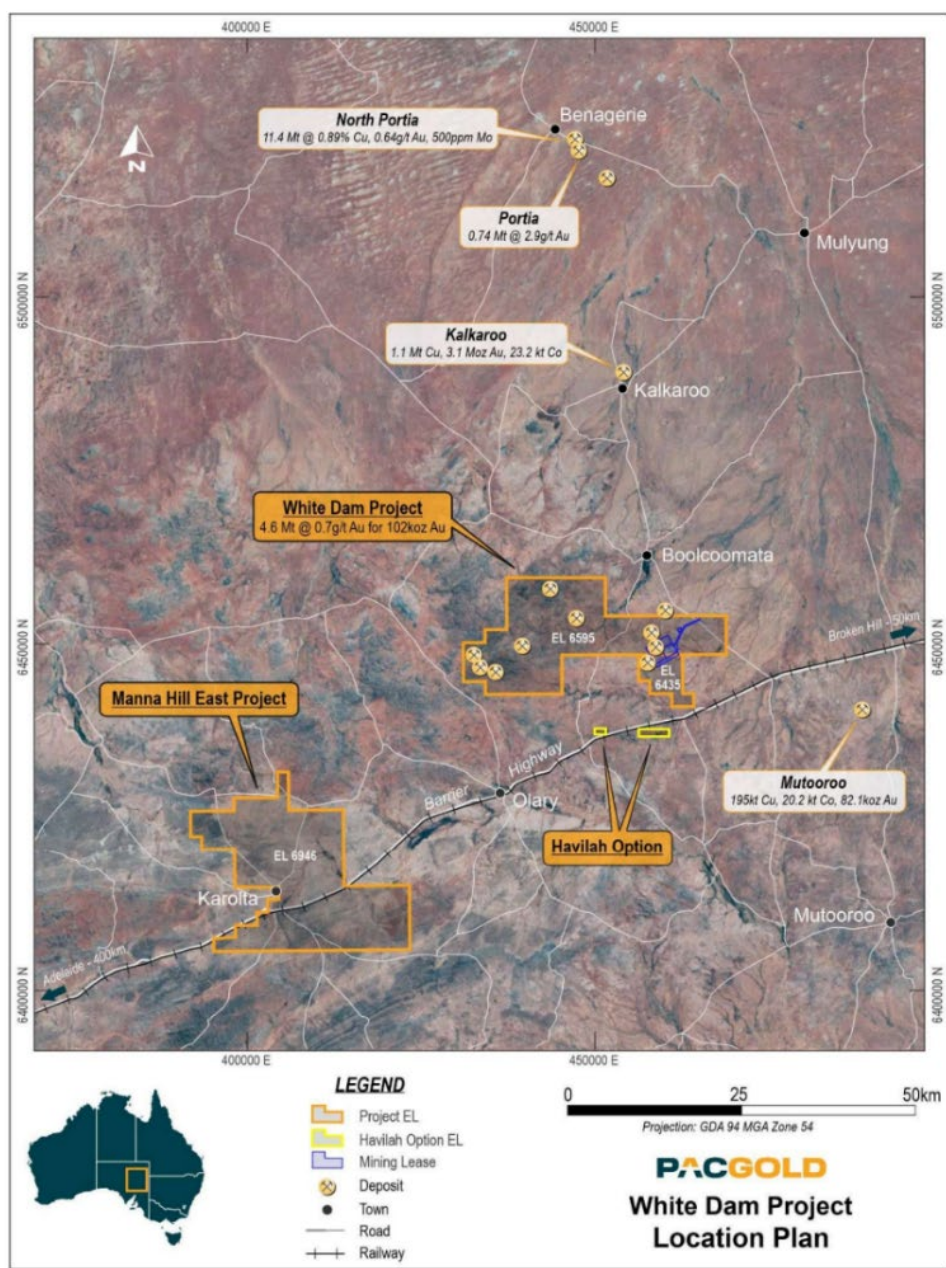 400000 E
450000 E
North Portia
11.4 Mt @ 0.89% Cu, 0.64g/t Au, 500ppm Mo
Benagerie
N
Portia
0.74 Mt @ 2.9g/t Au
Mulyung
6500000 N
6500000 N
Kalkaroo
1.1 Mt Cu, 3.1 Moz Au, 23.2 kt Co
Kalkaroo
White Dam Project
4.6 Mt @ 0.7g/t Au for 102koz Au
Boolcoomata
EL 6595
Broken Hill - 50km
6450000 N
6450000 N
EL
6435
Manna Hill East Project
Barrier Highway
Olary
Mutooroo
195kt Cu, 20.2 kt Co, 82.1koz Au
Havilah Option
EL 6946
Karolta
Mutooroo
Adelaide - 400km
6400000 N
6400000 N
400000 E
450000 E
LEGEND
Project EL
Havilah Option EL
Mining Lease
Deposit
Town
Road
Railway
0 25 50km
Projection: GDA 94 MGA Zone 54
PACGOLD
White Dam Project
Location Plan